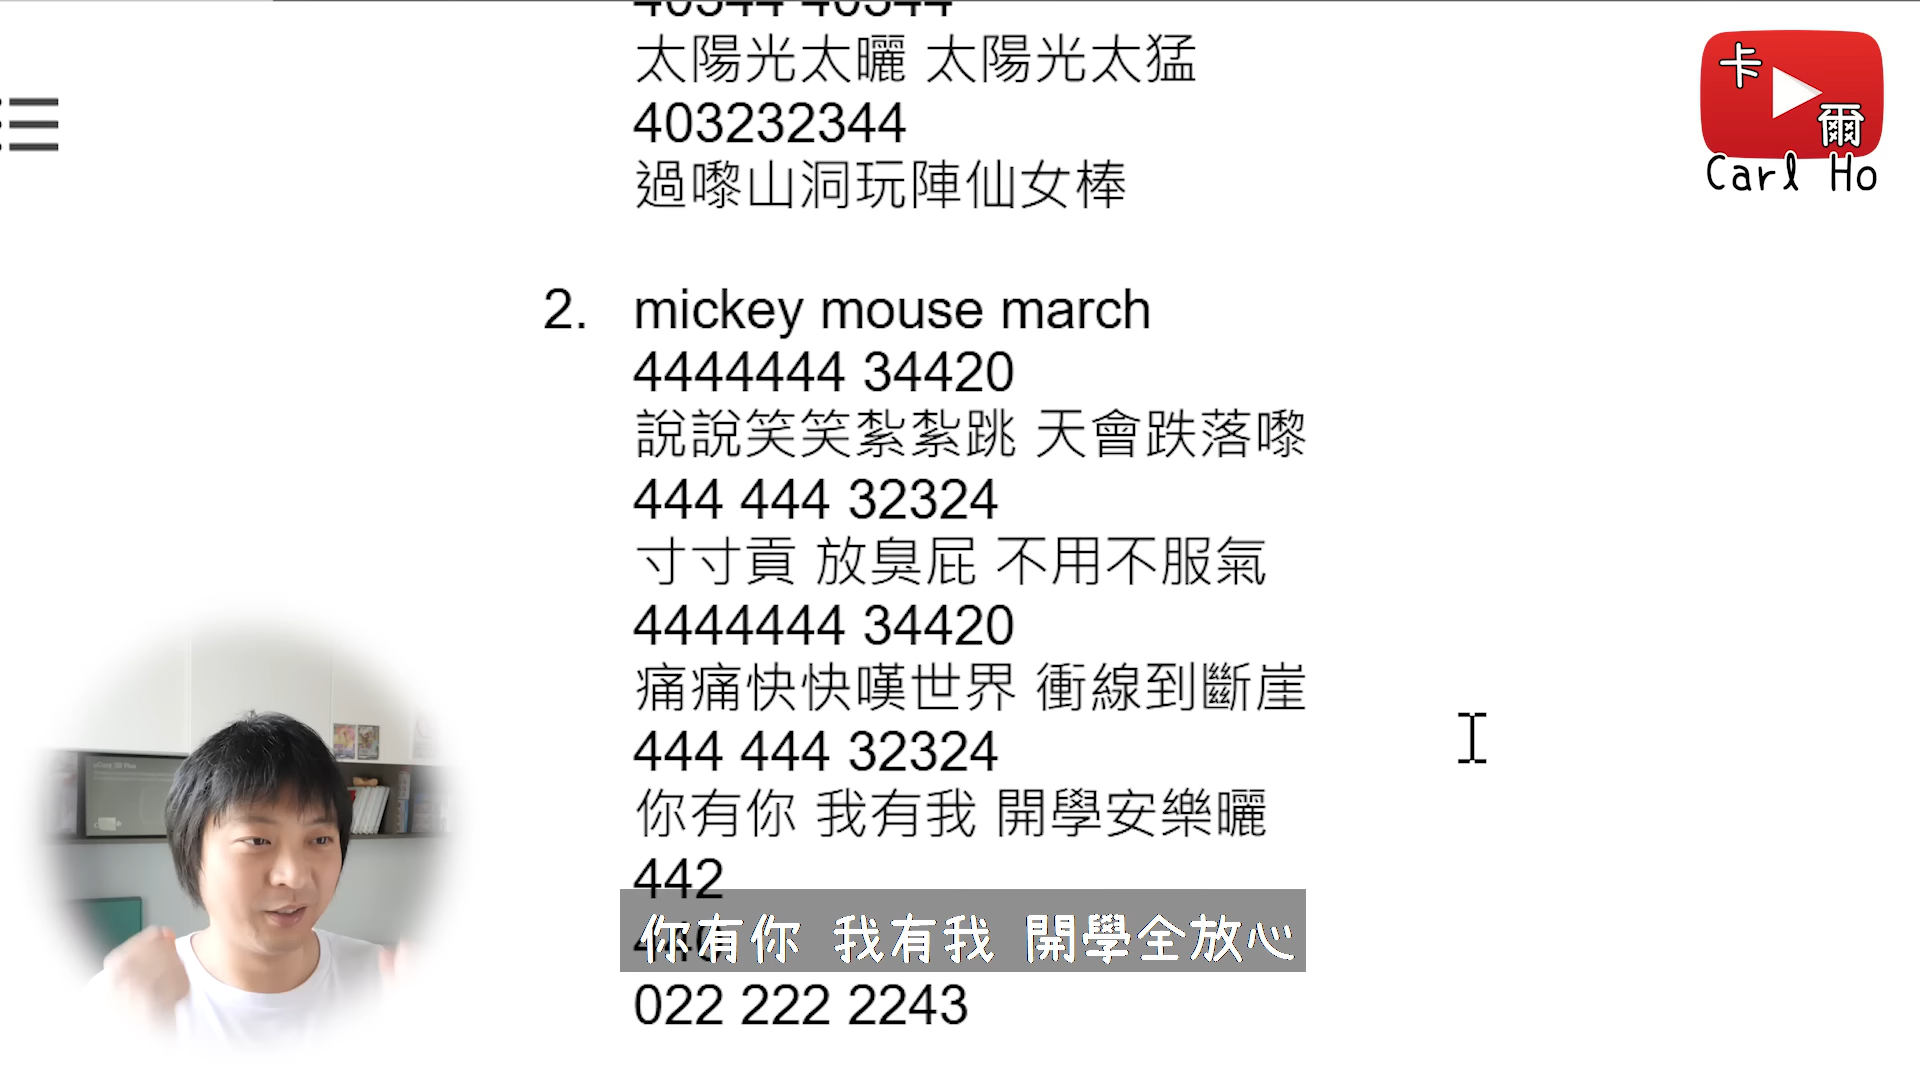 40344 40344
太陽光太曬 太陽光太猛
403232344
過嚟山洞玩陣仙女棒
卡
爾
Carl Ho
2. mickey mouse march
4444444 34420
說說笑笑紮紮跳 天會跌落嚟
444 444 32324
寸寸貢 放臭屁 不用不服氣
4444444 34420
痛痛快快嘆世界 衝線到斷崖
444 444 32324
你有你 我有我 開學安樂曬
442
你有你 我有我 開學全放心
022 222 2243